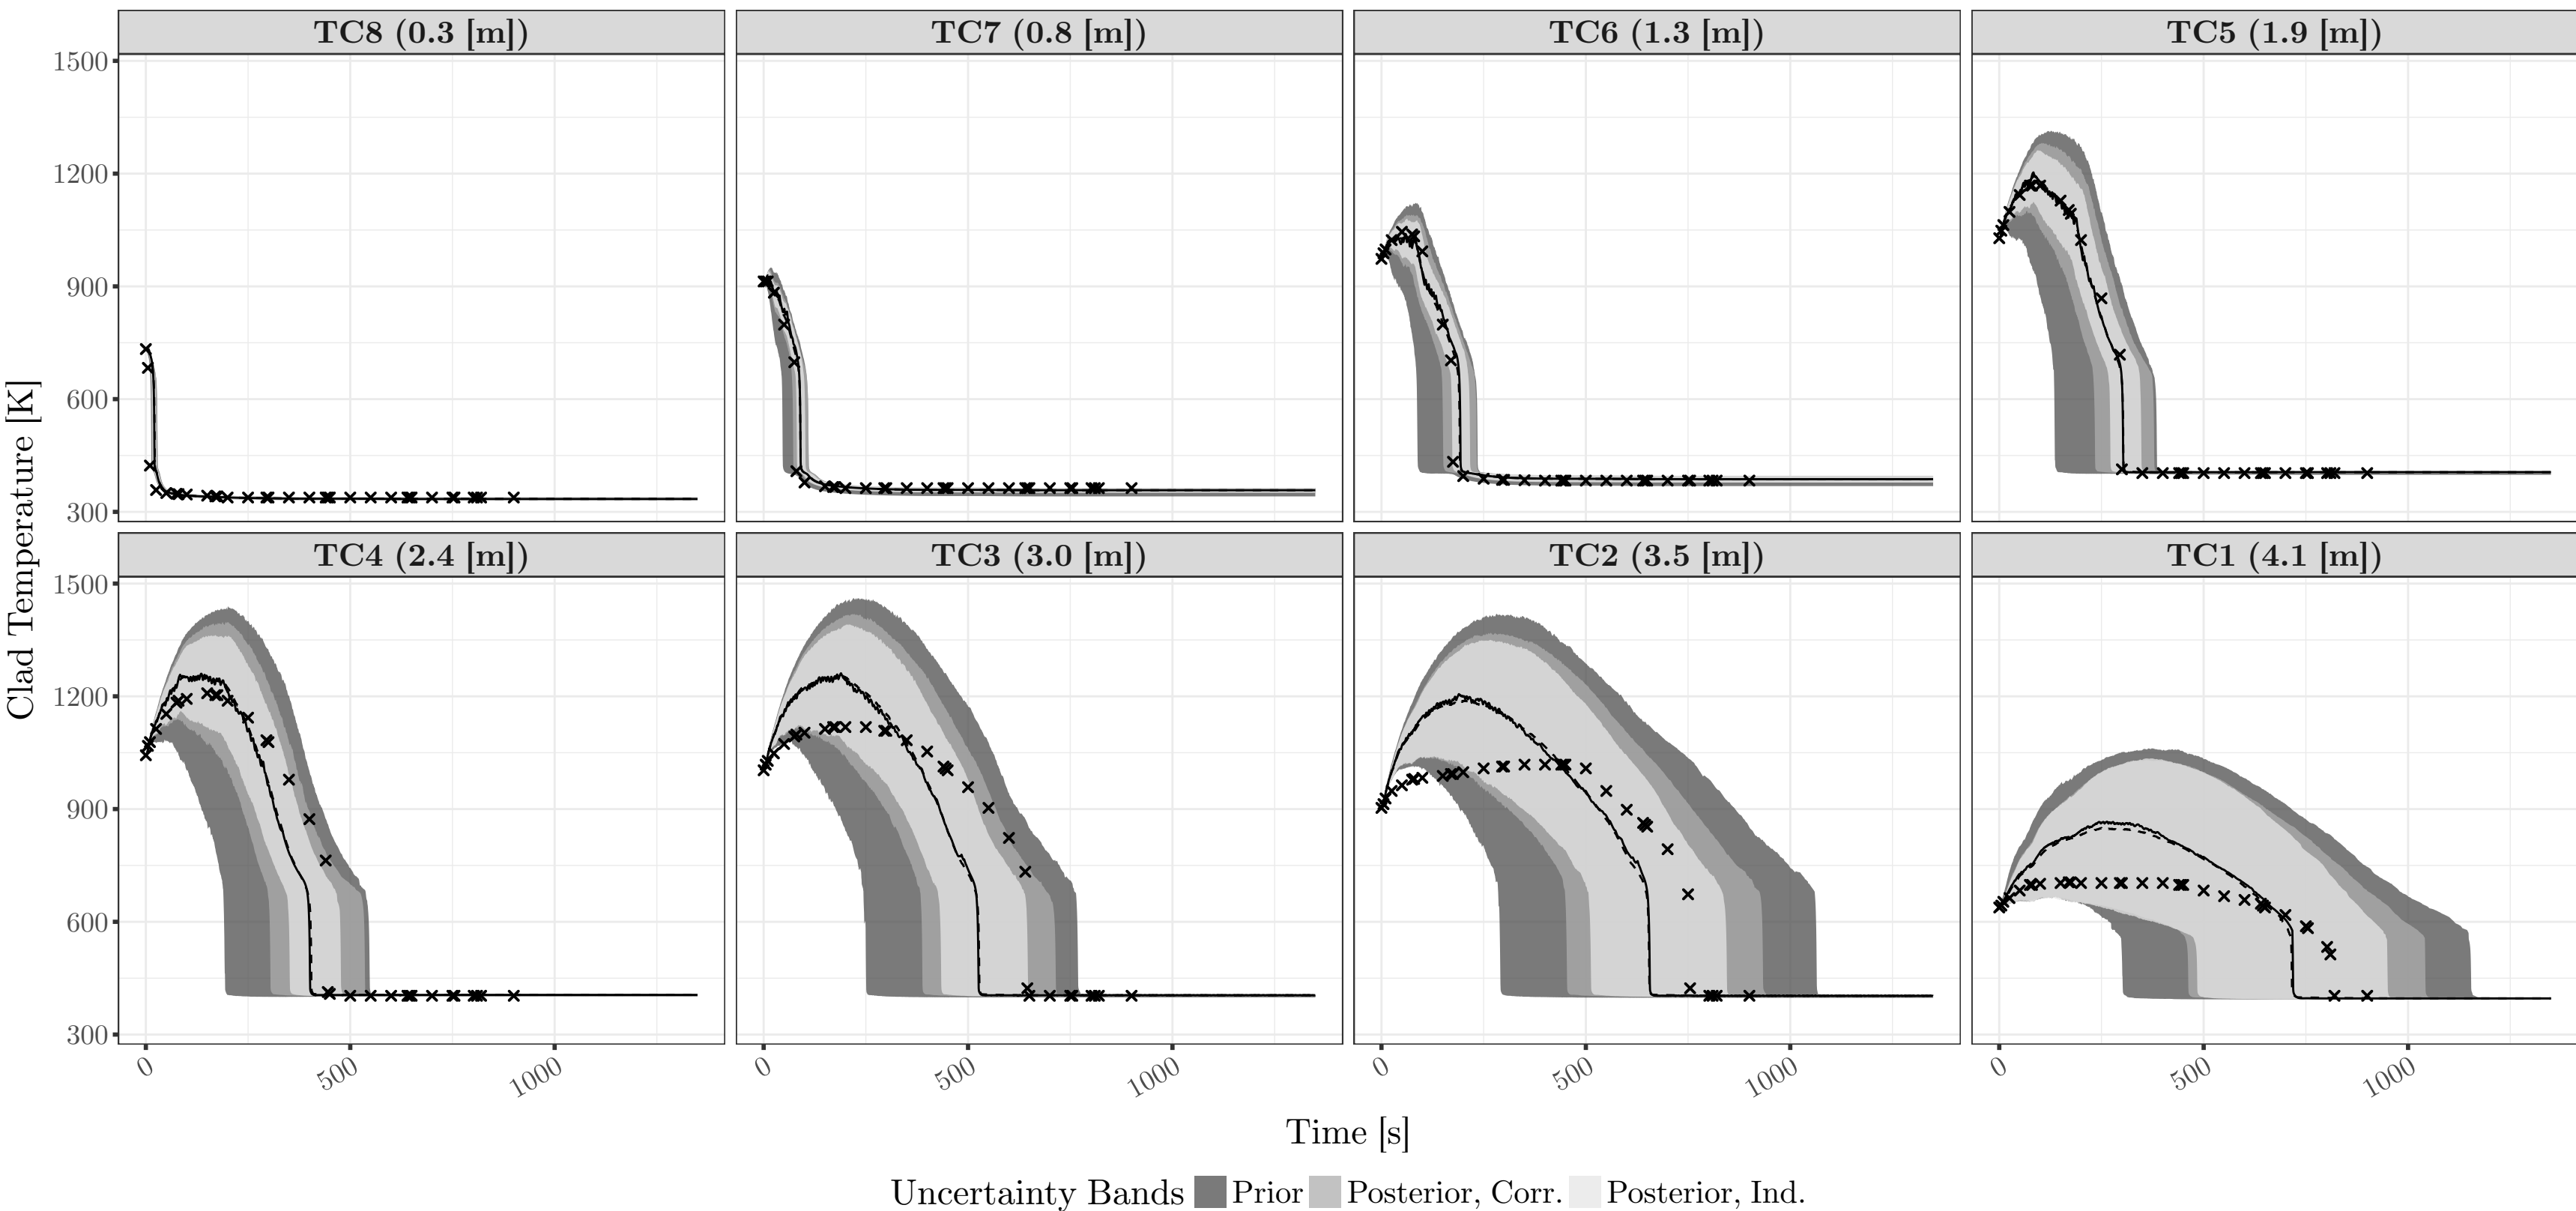 TC8 (0.3 [m])
TC7 (0.8 [m])
TC6 (1.3 [m])
TC5 (1.9 [m])
1500
1200
900
600
300
TC4 (2.4 [m])
TC3 (3.0 [m])
TC2 (3.5 [m])
TC1 (4.1 [m])
1500
1200
900
600
300
Clad Temperature [K]
0 500 1000
0 500 1000
0 500 1000
0 500 1000
Time [s]
Uncertainty Bands Prior Posterior, Corr. Posterior, Ind.